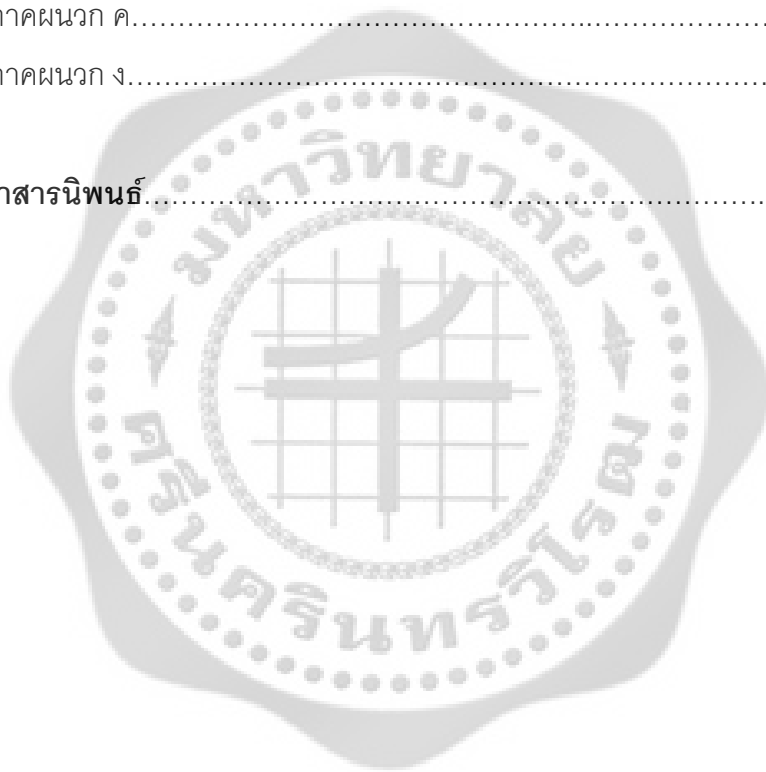 าคผนวก ค
าคผนวก ง
าสารนิพนธ์
มหาวิทยาลัย
ศรีนครินทรวิโรฒ